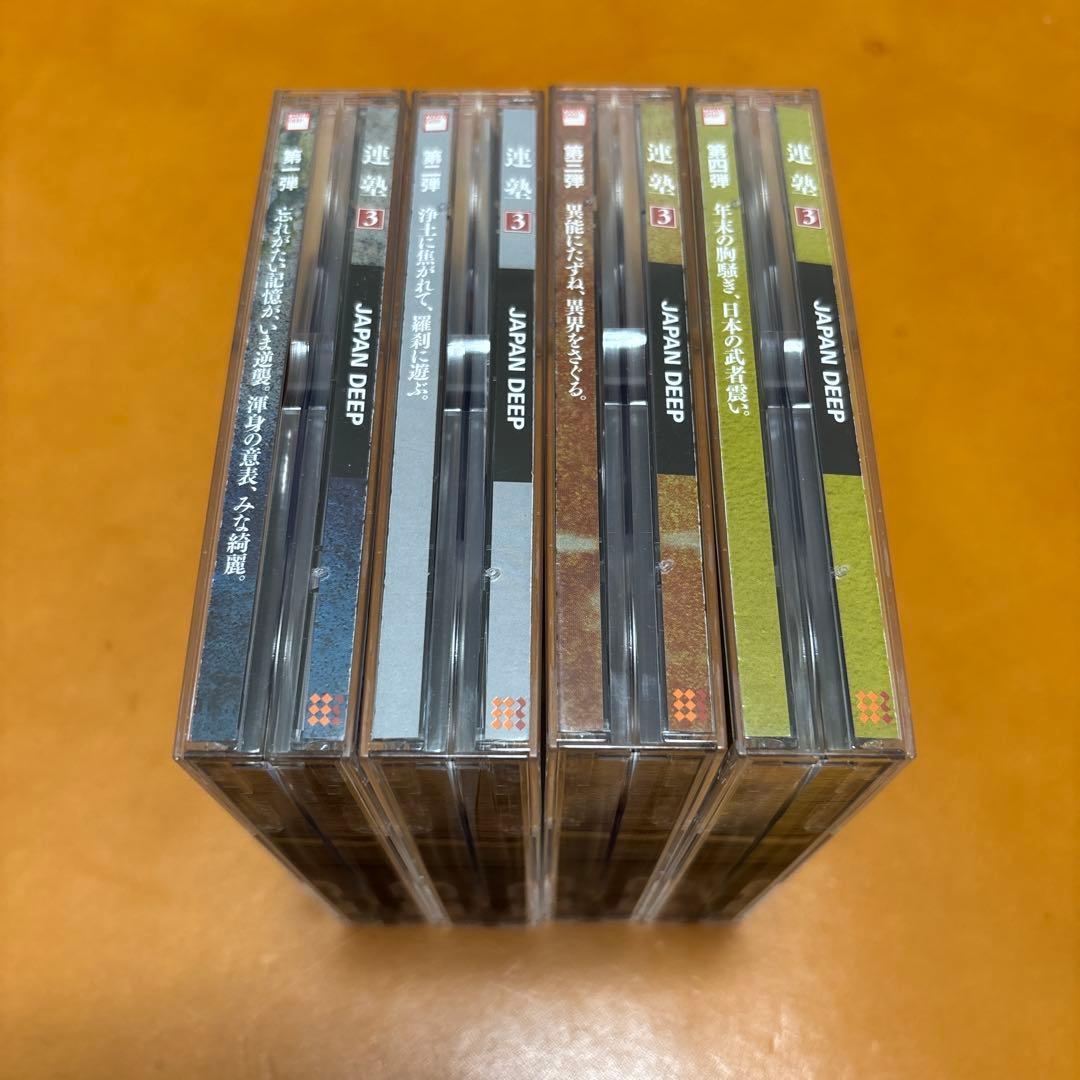 第一弾 忘れがたい記憶が、いま逆襲。渾身の意表、みな綺麗。
連塾 3 JAPAN DEEP
第二弾 浄土に焦がれて、羅刹に遊ぶ。
連塾 3 JAPAN DEEP
第三弾 異能にたずね、異界をさぐる。
連塾 3 JAPAN DEEP
第四弾 年末の胸騒ぎ、日本の武者震い。
連塾 3 JAPAN DEEP